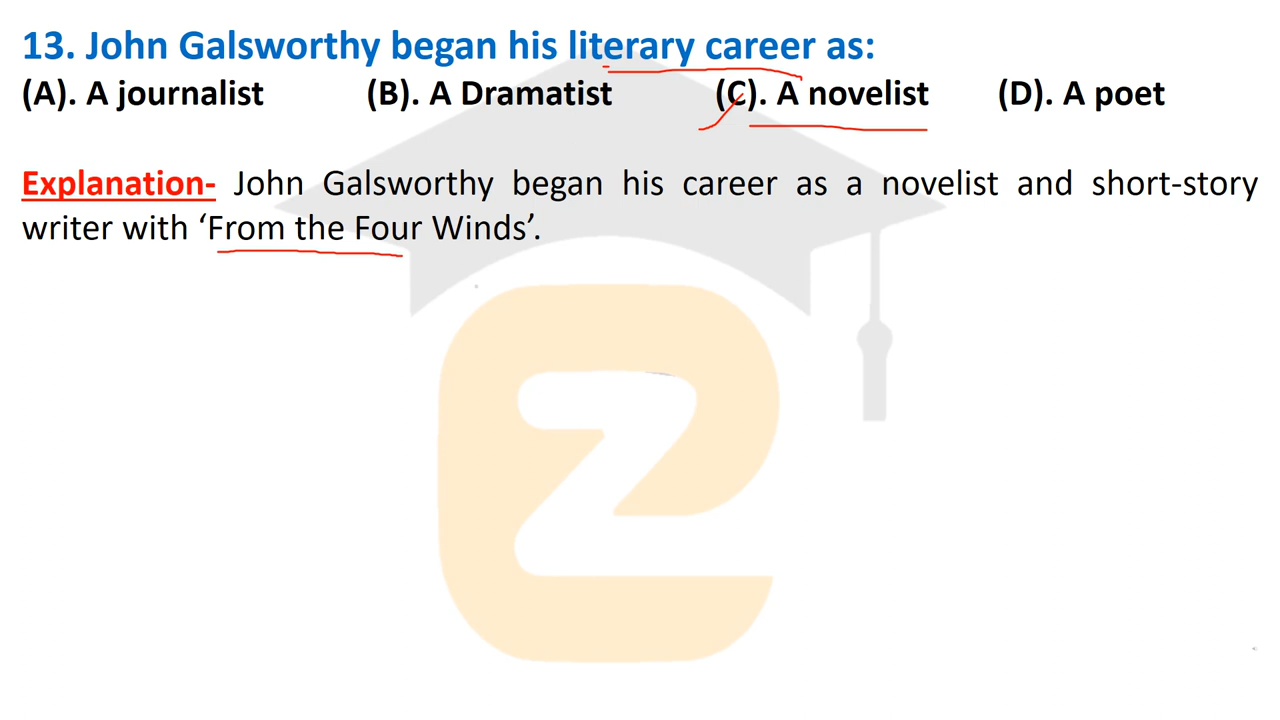 13. John Galsworthy began his literary career as:
(A). A journalist (B). A Dramatist (C). A novelist (D). A poet
Explanation- John Galsworthy began his career as a novelist and short-story
writer with ‘From the Four Winds’.